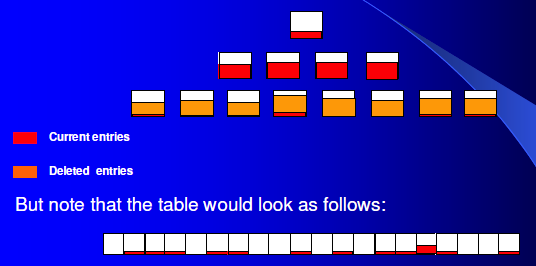 Current entries
Deleted entries
But note that the table would look as follows: